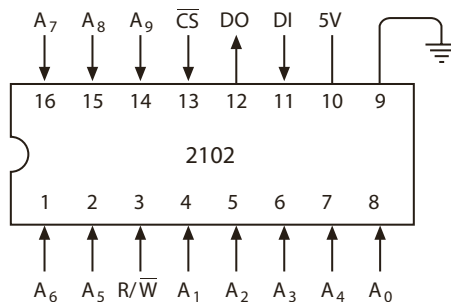 A₇ A₈ A₉ C̅S̅ DO DI 5V
16 15 14 13 12 11 10 9
2102
1 2 3 4 5 6 7 8
A₆ A₅ R/W̅ A₁ A₂ A₃ A₄ A₀